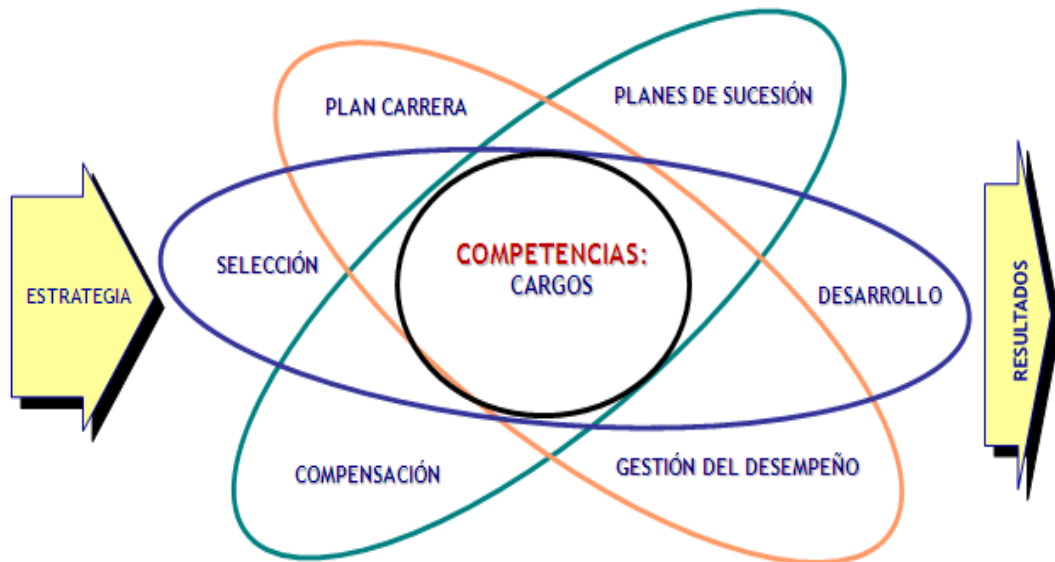 PLAN CARRERA
PLANES DE SUCESIÓN
SELECCIÓN
COMPETENCIAS:
CARGOS
ESTRATEGIA
DESARROLLO
RESULTADOS
COMPENSACIÓN
GESTIÓN DEL DESEMPEÑO